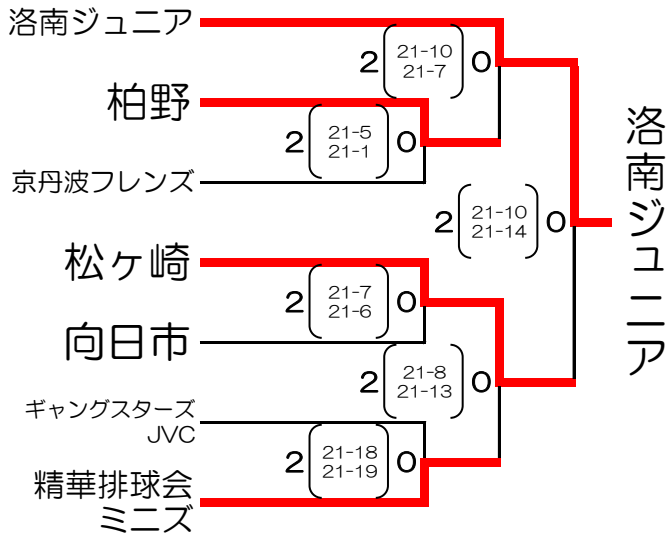 洛南ジュニア
2 21-10 0
21-7
柏野
2 21-5 0
21-1
京丹波フレンズ
2 21-10 0
21-14
洛南ジュニア
松ヶ崎
2 21-7 0
21-6
向日市
2 21-8 0
21-13
ギャングスターズ
JVC
2 21-18 0
21-19
精華排球会
ミニズ